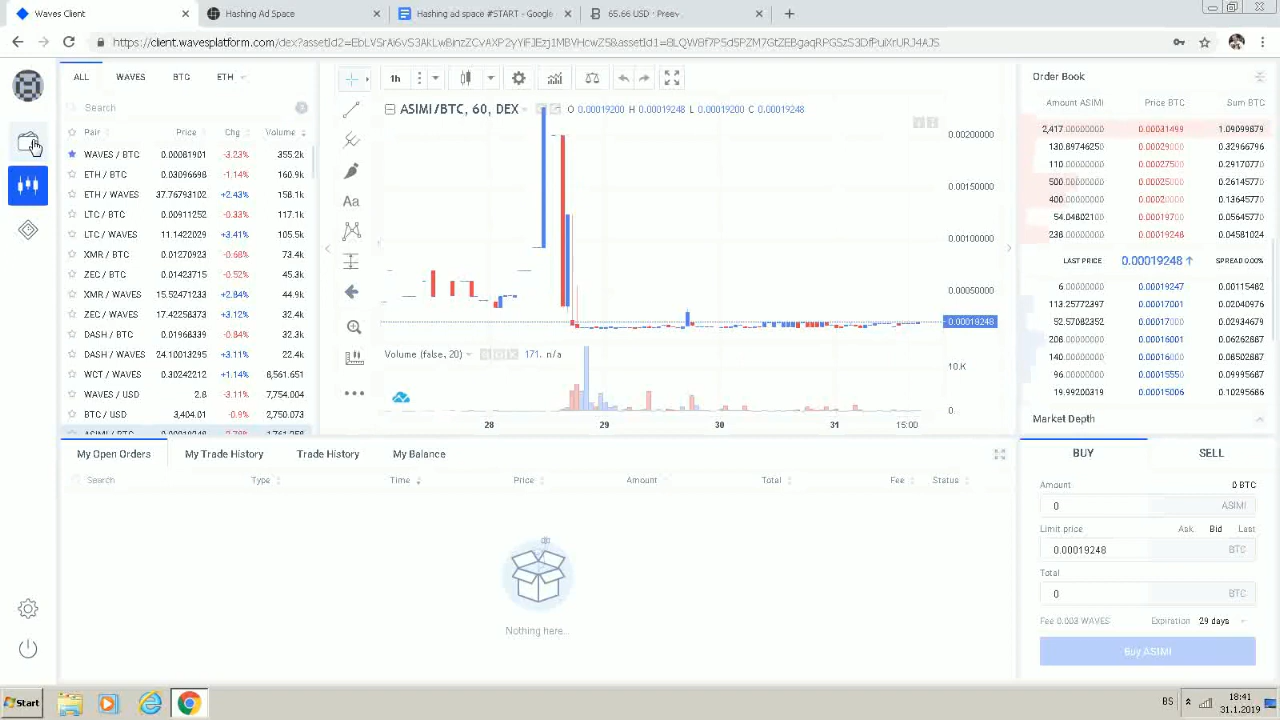 Waves Client
Hashing Ad Space
Hashing ad space #START - Google
65.66 USD - Preev
ALL WAVES BTC ETH
Search
Pair Price Chg Volume
WAVES / BTC 0.00081901 -3.23% 355.2k
ETH / BTC 0.03096698 -1.14% 160.9k
ETH / WAVES 37.76793102 +2.43% 158.1k
LTC / BTC 0.00911252 -0.33% 117.1k
LTC / WAVES 11.1422029 +3.41% 105.5k
XMR / BTC 0.01270923 -0.68% 73.4k
ZEC / BTC 0.01423715 -0.52% 45.3k
XMR / WAVES 15.52471233 +2.84% 44.9k
ZEC / WAVES 17.42258373 +3.12% 32.4k
DASH / BTC 0.01968339 -0.84% 32.3k
DASH / WAVES 24.10013295 +3.11% 22.4k
WCT / WAVES 0.30242212 +1.14% 6,561.651
WAVES / USD 2.8 -3.11% 7,754.004
BTC / USD 3,404.01 -0.9% 2,750.073
1h
Aa
ASIMI/BTC, 60, DEX O 0.00019200 H 0.00019248 L 0.00019200 C 0.00019248
0.00200000
0.00150000
0.00100000
0.00050000
0.00019248
Volume (false, 20) 171. n/a
10.K
0.
28 29 30 31 15:00
Order Book
Amount ASIMI Price BTC Sum BTC
2,417.00000000 0.00031499 1.09099879
130.89746250 0.32966796
110.00000000 0.00027500 0.29170770
500.00000000 0.00025000 0.26145770
400.00000000 0.00020000 0.13645770
54.04802100 0.00019700 0.05645770
238.00000000 0.00019248 0.04581024
LAST PRICE 0.00019248 ↑ SPREAD 0.00%
6.00000000 0.00019247 0.00115482
113.25772397 0.00017001 0.02040976
52.57082352 0.00017000 0.02934679
208.00000000 0.00016001 0.06262887
140.00000000 0.00016000 0.08502887
96.00000000 0.00015550 0.09995687
19.99200319 0.00015006 0.10295686
Market Depth
My Open Orders My Trade History Trade History My Balance
Search Type Time Price Amount Total Fee Status
Nothing here...
BUY SELL
Amount 0 BTC
0 ASIMI
Limit price Ask Bid Last
0.00019248 BTC
Total
0 BTC
Fee 0.003 WAVES Expiration 29 days
Buy ASIMI
Start
BS
18:41
31.1.2019